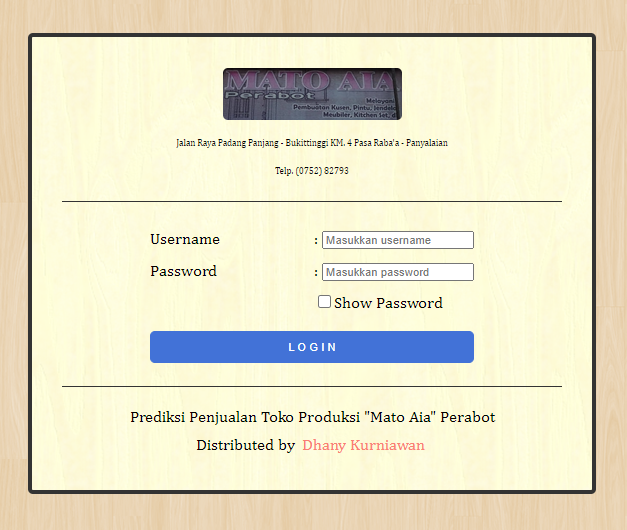 MATO AIA
Perabot
Melayani
Pembuatan Kusen, Pintu, Jendela
Meubiler, Kitchen Set, d
Jalan Raya Padang Panjang - Bukittinggi KM. 4 Pasa Raba'a - Panyalaian
Telp. (0752) 82793
Username : Masukkan username
Password : Masukkan password
Show Password
LOGIN
Prediksi Penjualan Toko Produksi "Mato Aia" Perabot
Distributed by Dhany Kurniawan